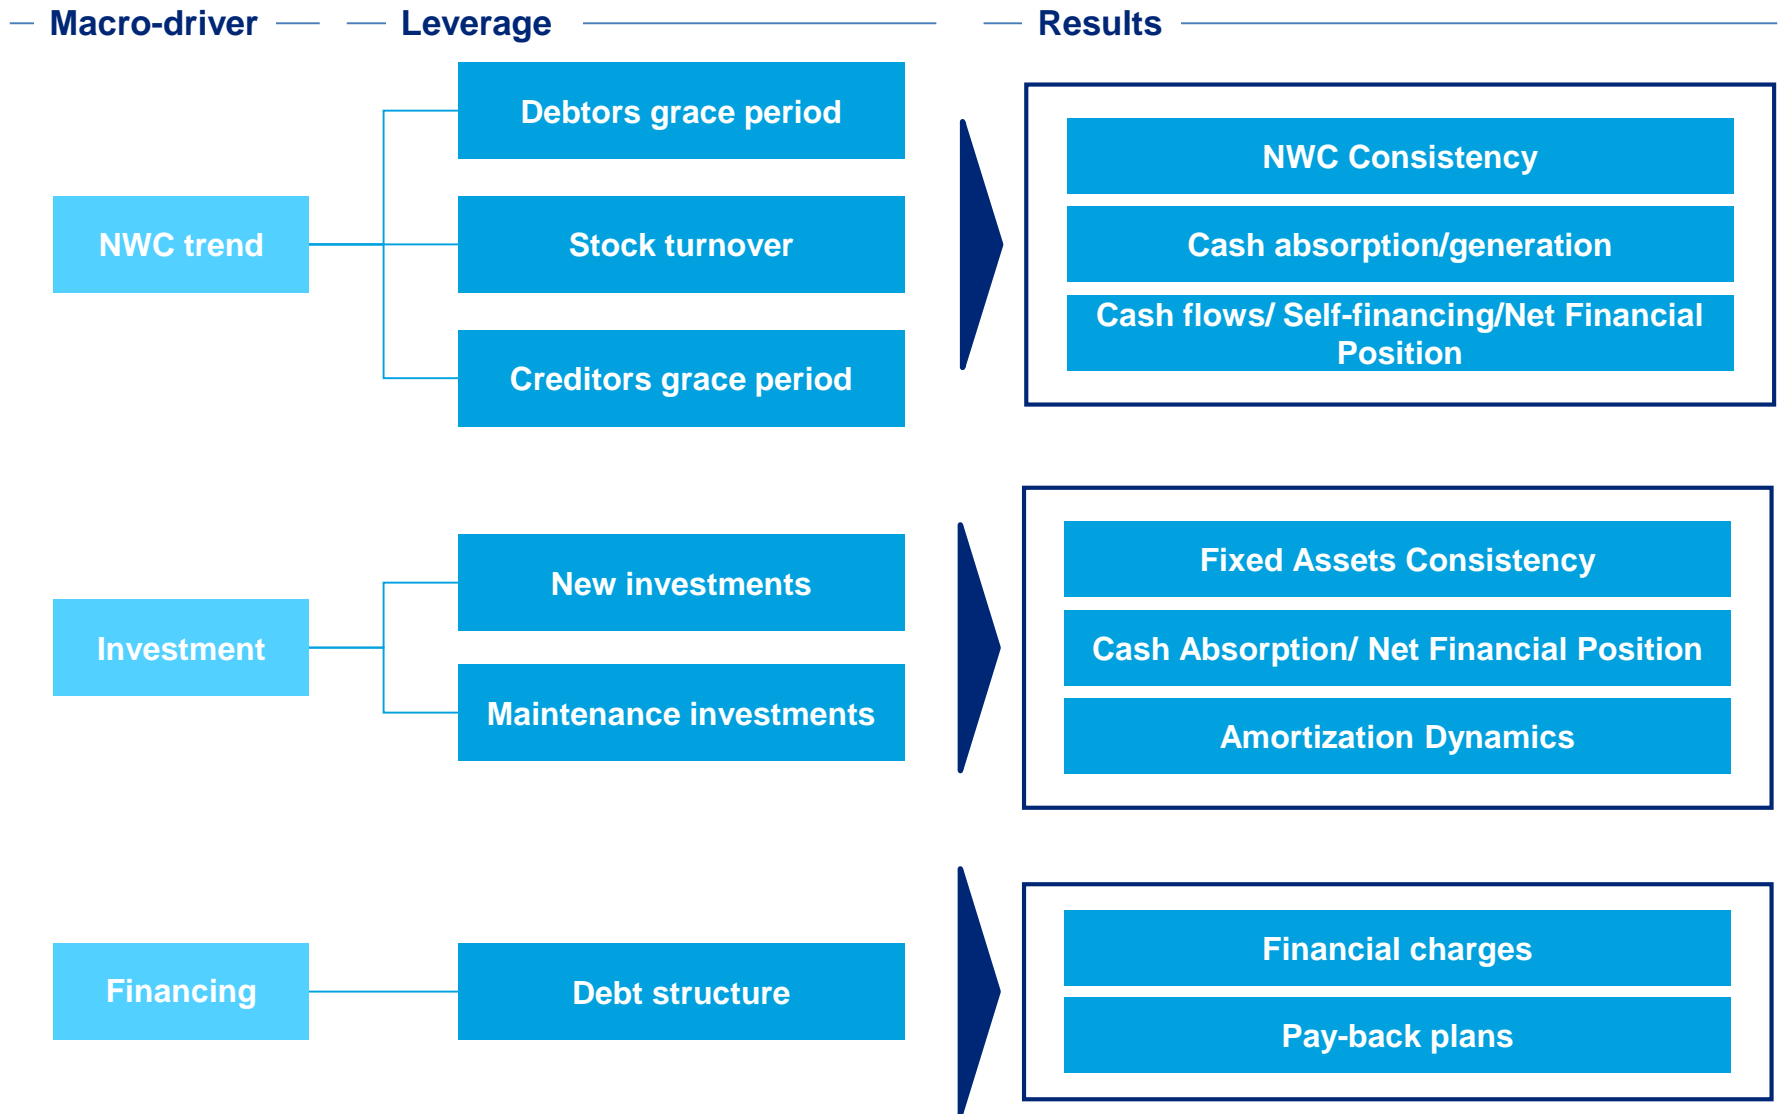 Macro-driver
Leverage
Results
NWC trend
Debtors grace period
Stock turnover
Creditors grace period
NWC Consistency
Cash absorption/generation
Cash flows/ Self-financing/Net Financial
Position
Investment
New investments
Maintenance investments
Fixed Assets Consistency
Cash Absorption/ Net Financial Position
Amortization Dynamics
Financing
Debt structure
Financial charges
Pay-back plans